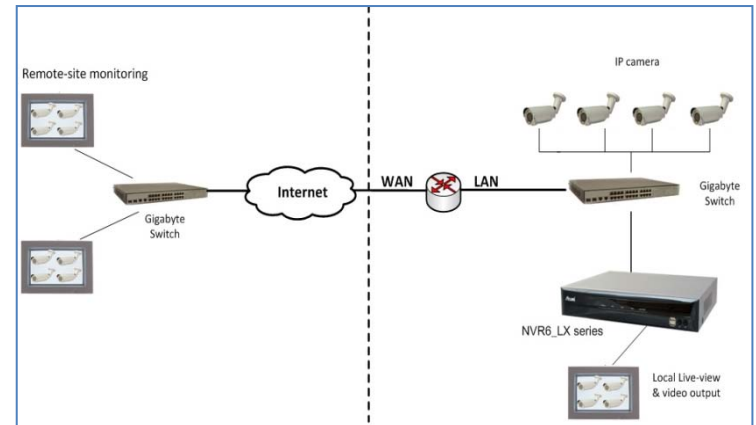 Remote-site monitoring
IP camera
Internet
WAN
LAN
Gigabyte
Switch
Gigabyte
Switch
NVR6_LX series
Local Live-view
& video output